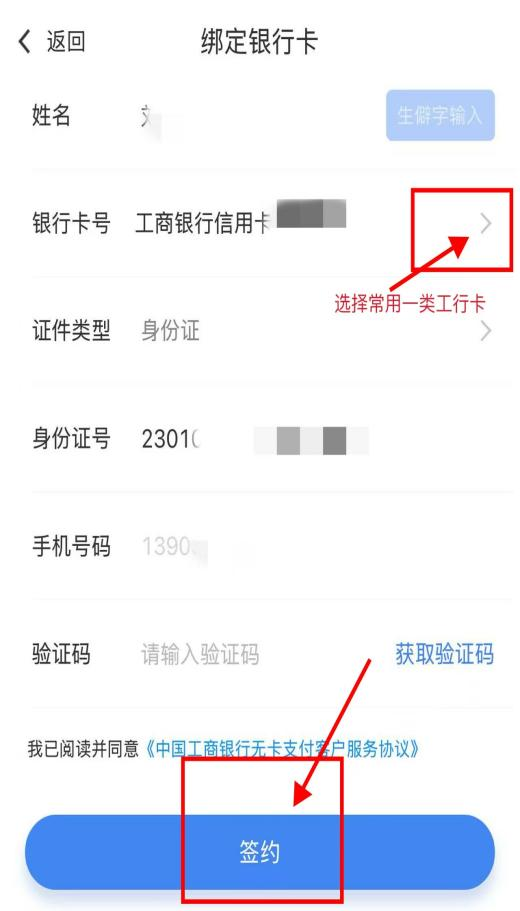 返回 绑定银行卡
姓名 生僻字输入
银行卡号 工商银行信用卡
选择常用一类工行卡
证件类型 身份证
身份证号 2301
手机号码 1390
验证码 请输入验证码 获取验证码
我已阅读并同意《中国工商银行无卡支付客户服务协议》
签约